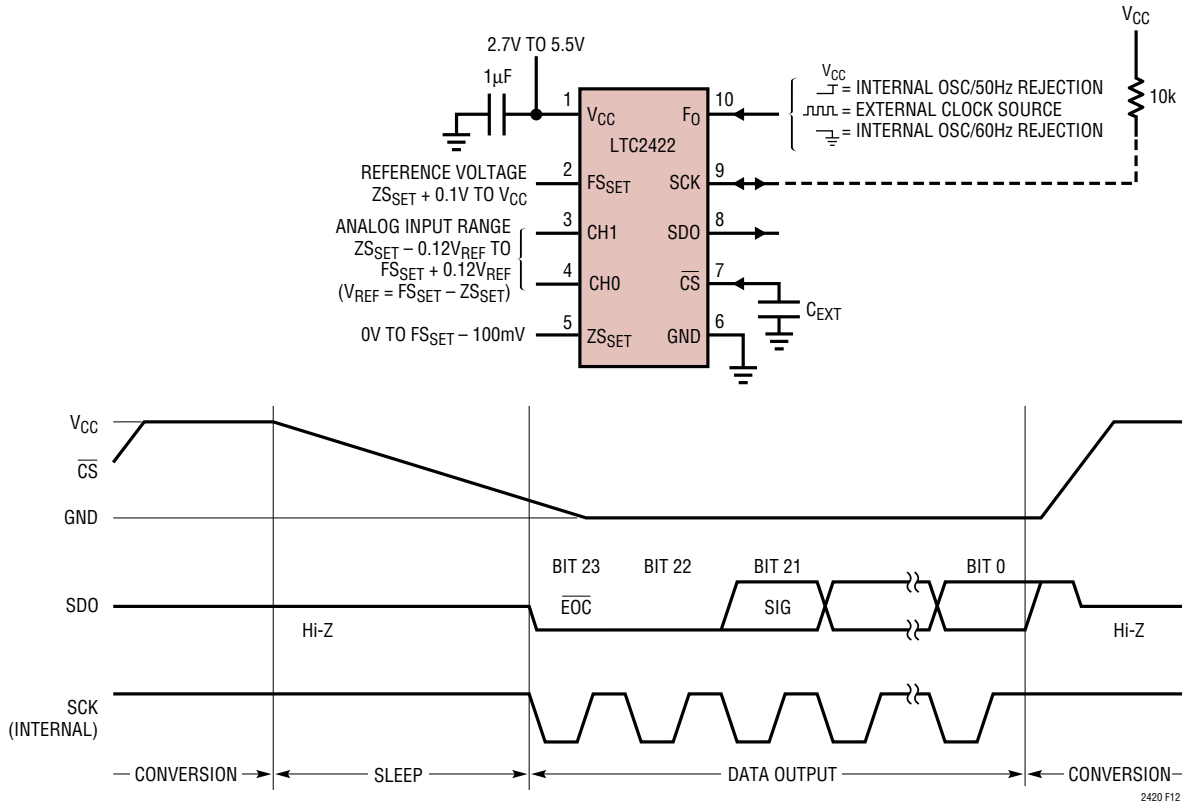 2.7V TO 5.5V
1µF
1
VCC
LTC2422
FO
10
VCC
= INTERNAL OSC/50Hz REJECTION
= EXTERNAL CLOCK SOURCE
= INTERNAL OSC/60Hz REJECTION
VCC
10k
REFERENCE VOLTAGE
ZSSET + 0.1V TO VCC
2
FSSET
SCK
9
ANALOG INPUT RANGE
ZSSET – 0.12VREF TO
FSSET + 0.12VREF
(VREF = FSSET – ZSSET)
3
CH1
SDO
8
4
CH0
CS
7
CEXT
0V TO FSSET – 100mV
5
ZSSET
GND
6
VCC
CS
GND
BIT 23
BIT 22
BIT 21
BIT 0
SDO
EOC
SIG
Hi-Z
Hi-Z
SCK
(INTERNAL)
CONVERSION
SLEEP
DATA OUTPUT
CONVERSION
2420 F12